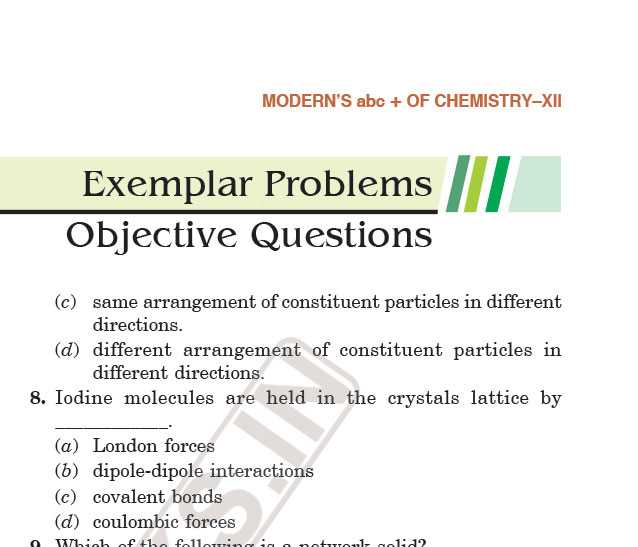 MODERN'S abc + OF CHEMISTRY–XII
Exemplar Problems
Objective Questions
(c) same arrangement of constituent particles in different
directions.
(d) different arrangement of constituent particles in
different directions.
8. Iodine molecules are held in the crystals lattice by
____________.
(a) London forces
(b) dipole-dipole interactions
(c) covalent bonds
(d) coulombic forces
9. Which of the following is a network solid?
S.IN